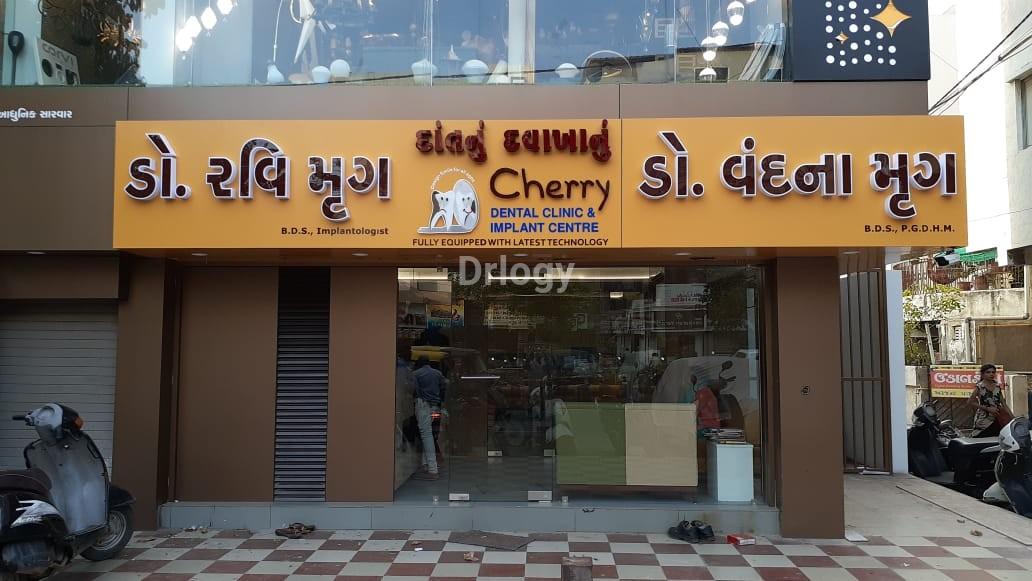 આધુનિક સારવાર
ડો. રવિ મૃગ
B.D.S., Implantologist
દાંતનું દવાખાનું
Cherry
DENTAL CLINIC &
IMPLANT CENTRE
FULLY EQUIPPED WITH LATEST TECHNOLOGY
ડો. વંદના મૃગ
B.D.S., P.G.D.H.M.
Drlogy